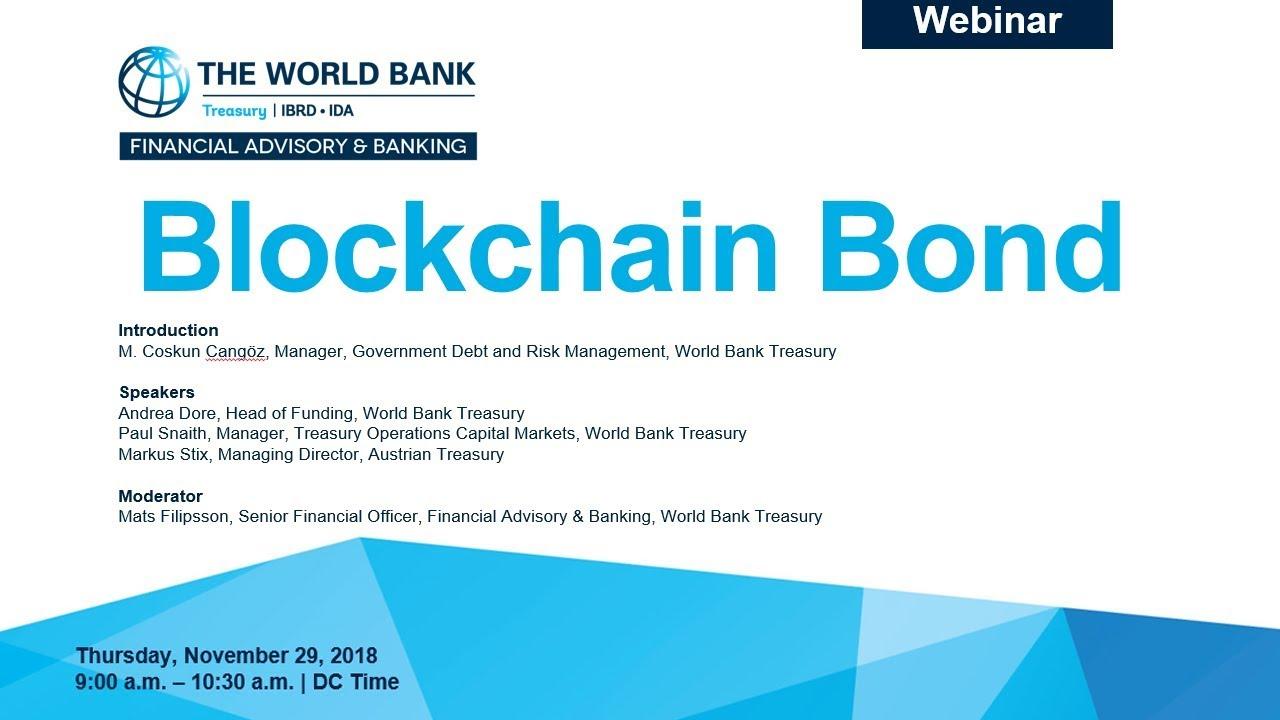 Webinar
THE WORLD BANK
Treasury | IBRD • IDA
FINANCIAL ADVISORY & BANKING
Blockchain Bond
Introduction
M. Coskun Cangöz, Manager, Government Debt and Risk Management, World Bank Treasury
Speakers
Andrea Dore, Head of Funding, World Bank Treasury
Paul Snaith, Manager, Treasury Operations Capital Markets, World Bank Treasury
Markus Stix, Managing Director, Austrian Treasury
Moderator
Mats Filipsson, Senior Financial Officer, Financial Advisory & Banking, World Bank Treasury
Thursday, November 29, 2018
9:00 a.m. – 10:30 a.m. | DC Time